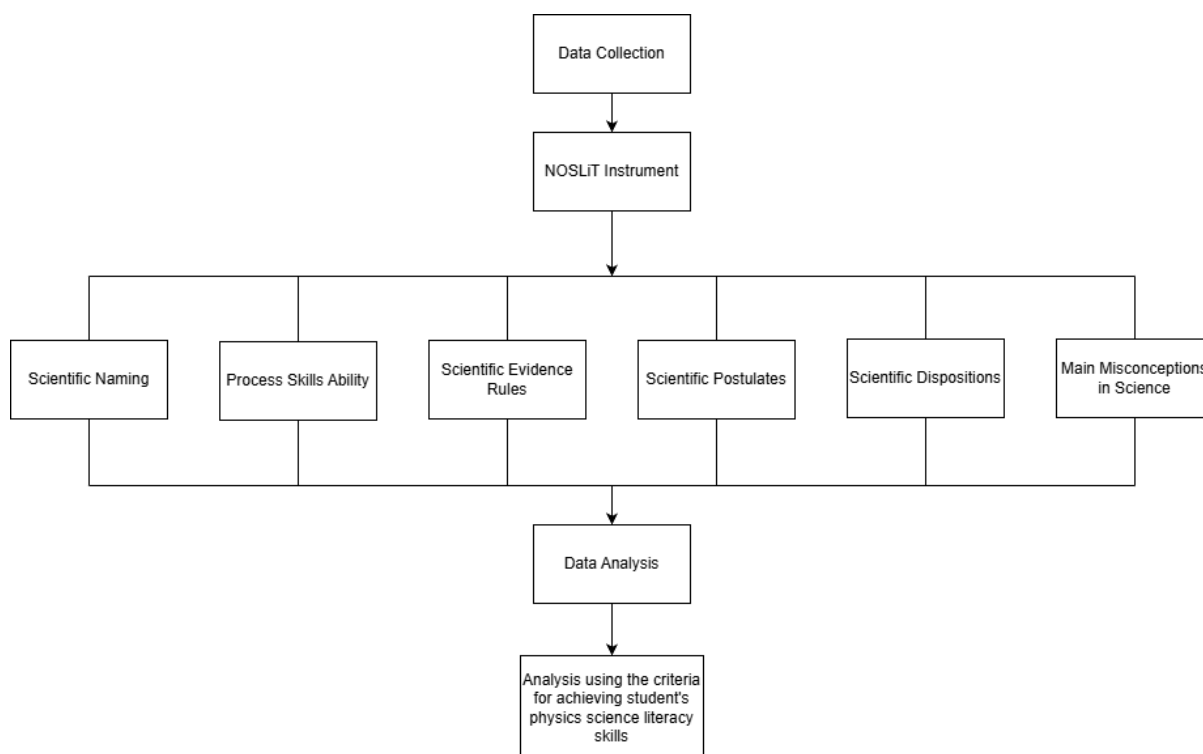 Data Collection
NOSLiT Instrument
Scientific Naming
Process Skills Ability
Scientific Evidence
Rules
Scientific Postulates
Scientific Dispositions
Main Misconceptions
in Science
Data Analysis
Analysis using the criteria
for achieving student's
physics science literacy
skills